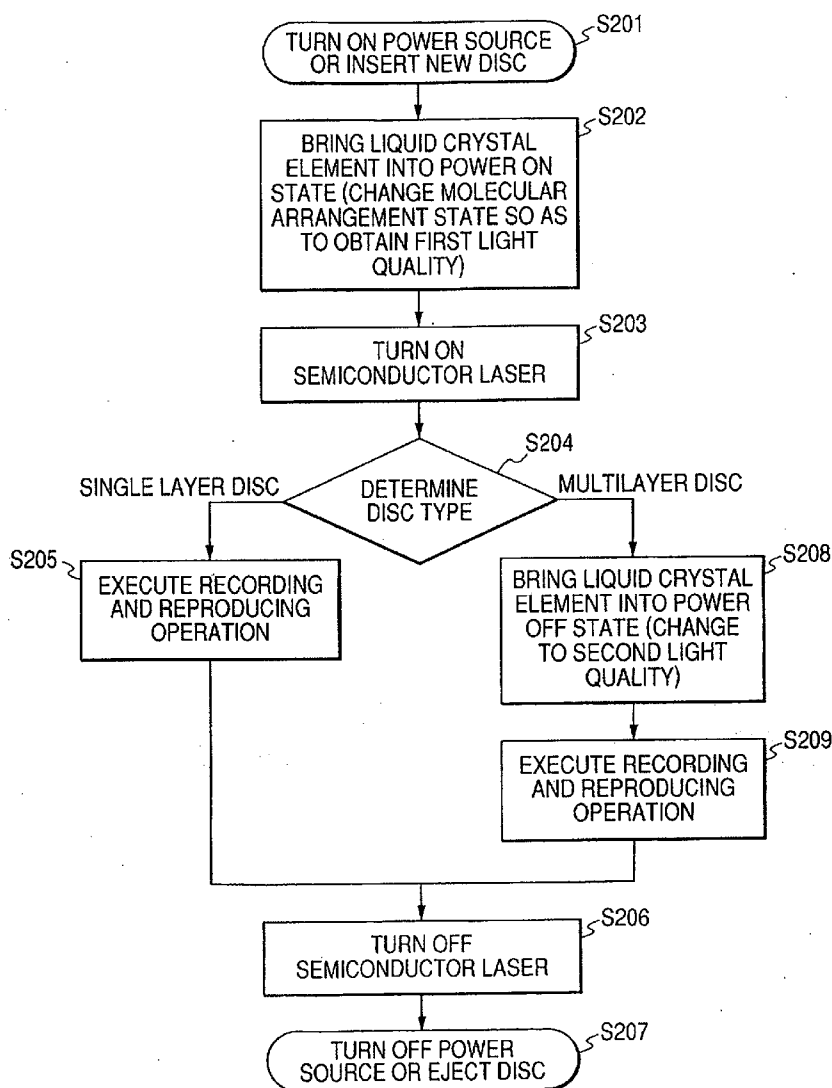 S201
TURN ON POWER SOURCE
OR INSERT NEW DISC
S202
BRING LIQUID CRYSTAL
ELEMENT INTO POWER ON
STATE (CHANGE MOLECULAR
ARRANGEMENT STATE SO AS
TO OBTAIN FIRST LIGHT
QUALITY)
S203
TURN ON
SEMICONDUCTOR LASER
S204
DETERMINE
DISC TYPE
SINGLE LAYER DISC
MULTILAYER DISC
S205
EXECUTE RECORDING
AND REPRODUCING
OPERATION
S208
BRING LIQUID CRYSTAL
ELEMENT INTO POWER
OFF STATE (CHANGE
TO SECOND LIGHT
QUALITY)
S209
EXECUTE RECORDING
AND REPRODUCING
OPERATION
S206
TURN OFF
SEMICONDUCTOR LASER
S207
TURN OFF POWER
SOURCE OR EJECT DISC